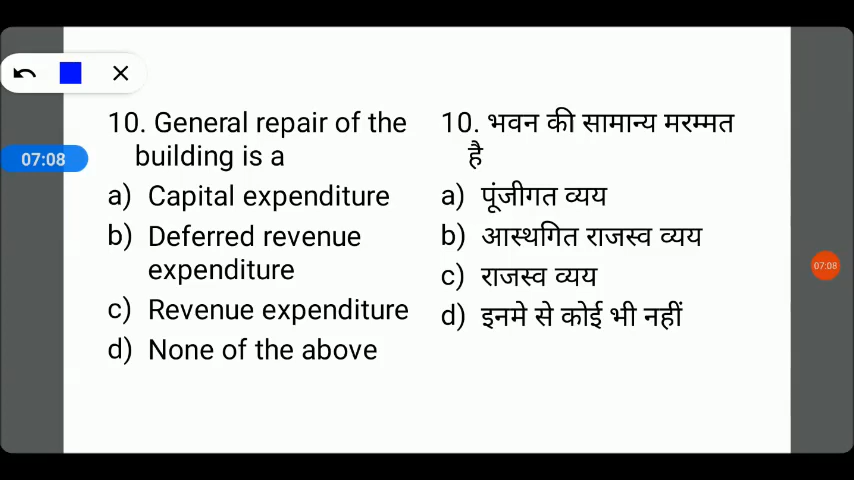 10. General repair of the
building is a
a) Capital expenditure
b) Deferred revenue
expenditure
c) Revenue expenditure
d) None of the above
10. भवन की सामान्य मरम्मत
है
a) पूंजीगत व्यय
b) आस्थगित राजस्व व्यय
c) राजस्व व्यय
d) इनमे से कोई भी नहीं
07:08
07:08